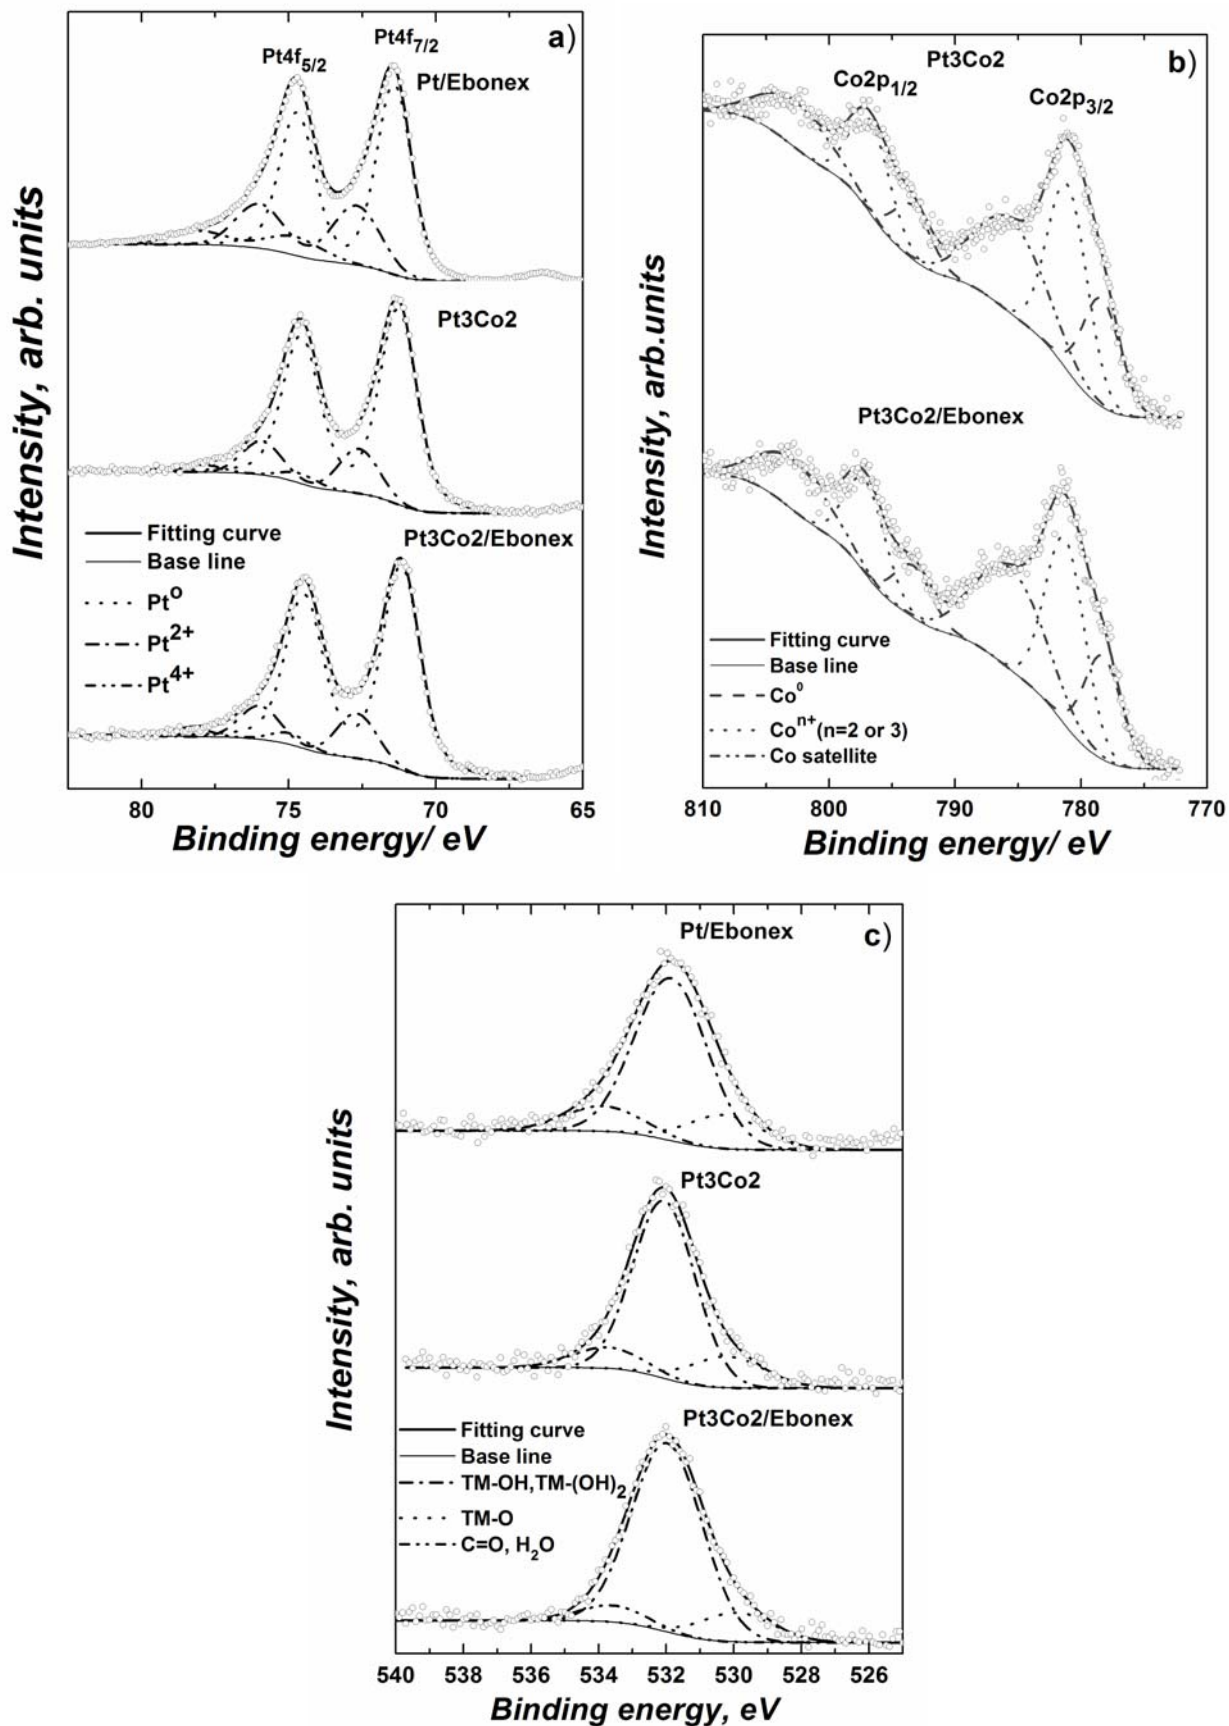 a)
Pt4f7/2
Pt4f5/2
Pt/Ebonex
Pt3Co2
Pt3Co2/Ebonex
Fitting curve
Base line
Pt0
Pt2+
Pt4+
80 75 70 65
Binding energy/ eV
Intensity, arb. units
b)
Pt3Co2
Co2p1/2
Co2p3/2
Pt3Co2/Ebonex
Fitting curve
Base line
Co0
Con+(n=2 or 3)
Co satellite
810 800 790 780 770
Binding energy/ eV
Intensity, arb.units
c)
Pt/Ebonex
Pt3Co2
Pt3Co2/Ebonex
Fitting curve
Base line
TM-OH,TM-(OH)2
TM-O
C=O, H2O
540 538 536 534 532 530 528 526
Binding energy, eV
Intensity, arb. units